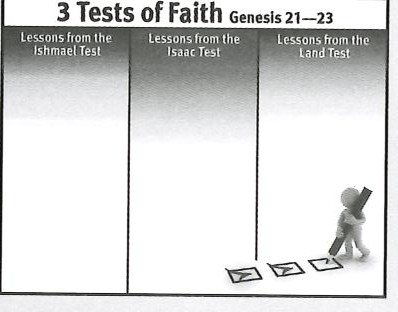 3 Tests of Faith Genesis 21—23
Lessons from the
Ishmael Test
Lessons from the
Isaac Test
Lessons from the
Land Test